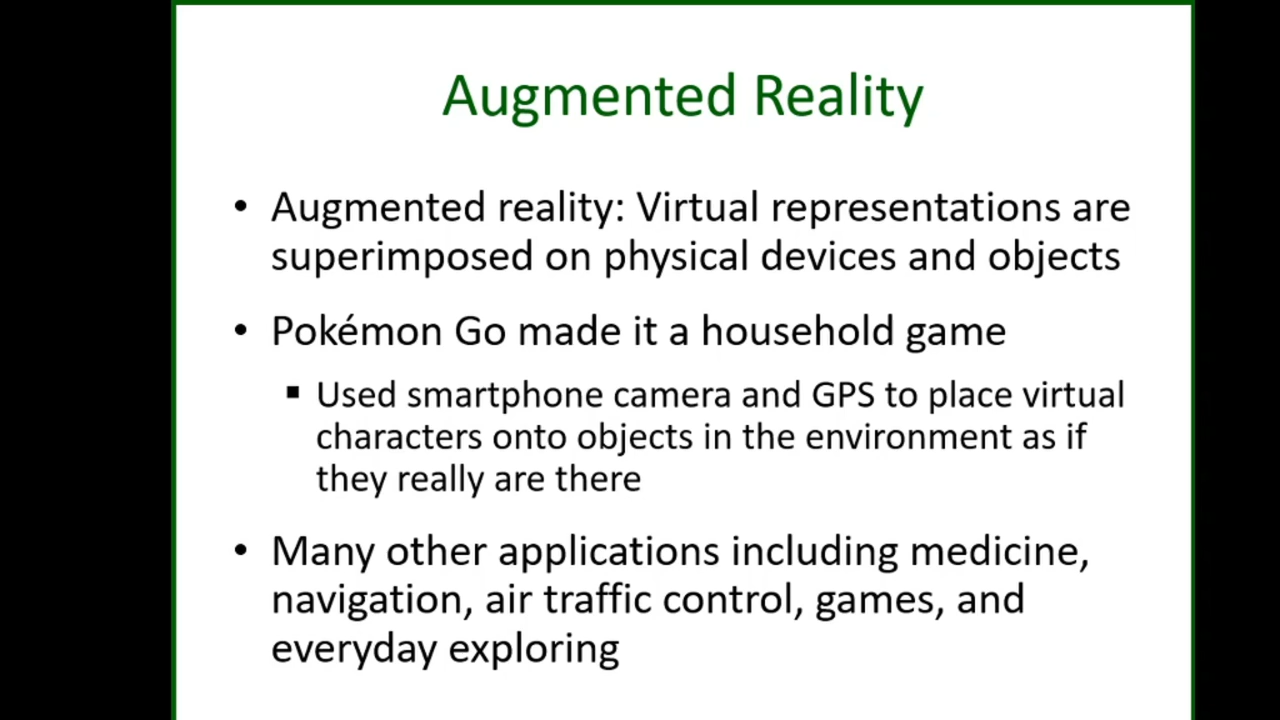 Augmented Reality
• Augmented reality: Virtual representations are
superimposed on physical devices and objects
• Pokémon Go made it a household game
▪ Used smartphone camera and GPS to place virtual
characters onto objects in the environment as if
they really are there
• Many other applications including medicine,
navigation, air traffic control, games, and
everyday exploring